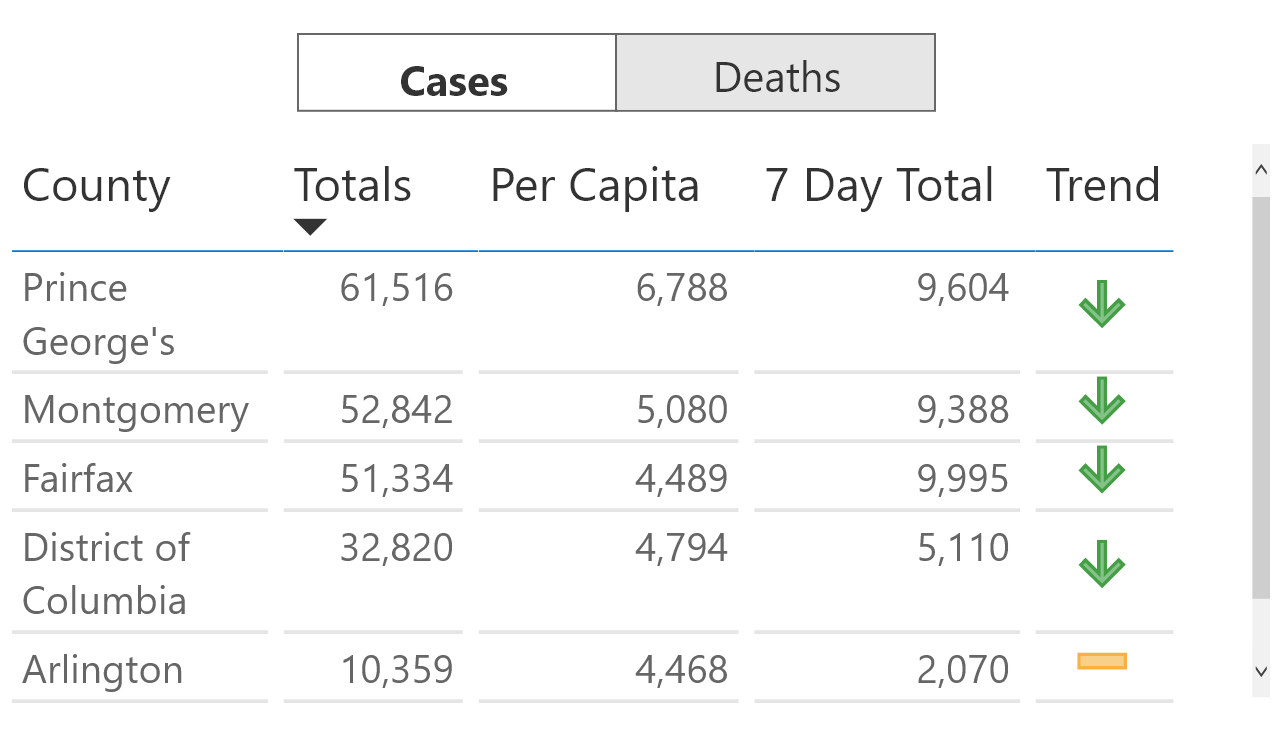 Cases Deaths
County Totals Per Capita 7 Day Total Trend
Prince 61,516 6,788 9,604
George's
Montgomery 52,842 5,080 9,388
Fairfax 51,334 4,489 9,995
District of 32,820 4,794 5,110
Columbia
Arlington 10,359 4,468 2,070